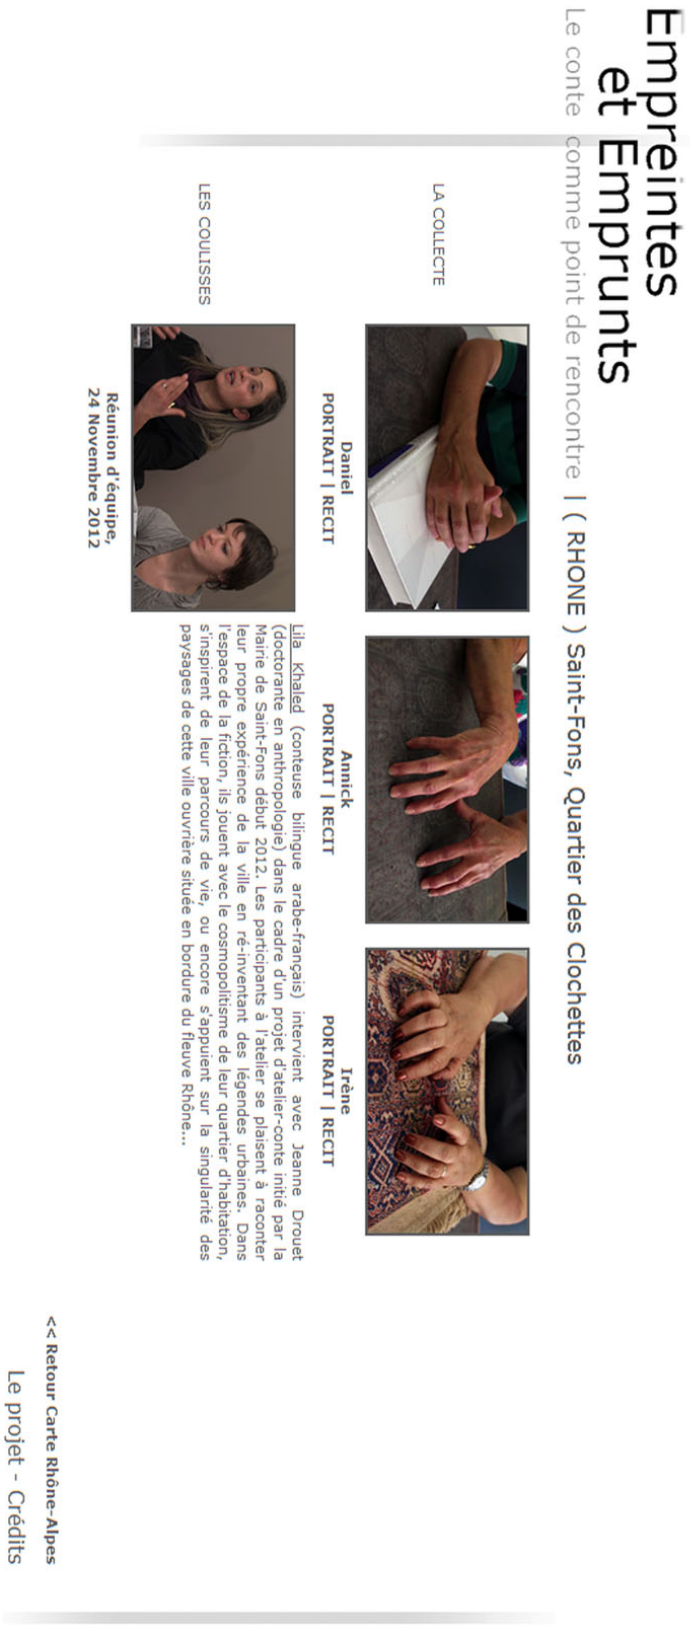 Empreintes
et Emprunts
Le conte comme point de rencontre | ( RHONE ) Saint-Fons, Quartier des Clochettes
LA COLLECTE
Daniel
PORTRAIT | RECIT
Annick
PORTRAIT | RECIT
Irène
PORTRAIT | RECIT
LES COULISSES
Réunion d'équipe,
24 Novembre 2012
Lila Khaled (conteuse bilingue arabe-français) intervient avec Jeanne Drouet
(doctorante en anthropologie) dans le cadre d'un projet d'atelier-conte initié par la
Mairie de Saint-Fons début 2012. Les participants à l'atelier se plaisent à raconter
leur propre expérience de la ville en ré-inventant des légendes urbaines. Dans
l'espace de la fiction, ils jouent avec le cosmopolitisme de leur quartier d'habitation,
s'inspirent de leur parcours de vie, ou encore s'appuient sur la singularité des
paysages de cette ville ouvrière située en bordure du fleuve Rhône...
<< Retour Carte Rhône-Alpes
Le projet - Crédits